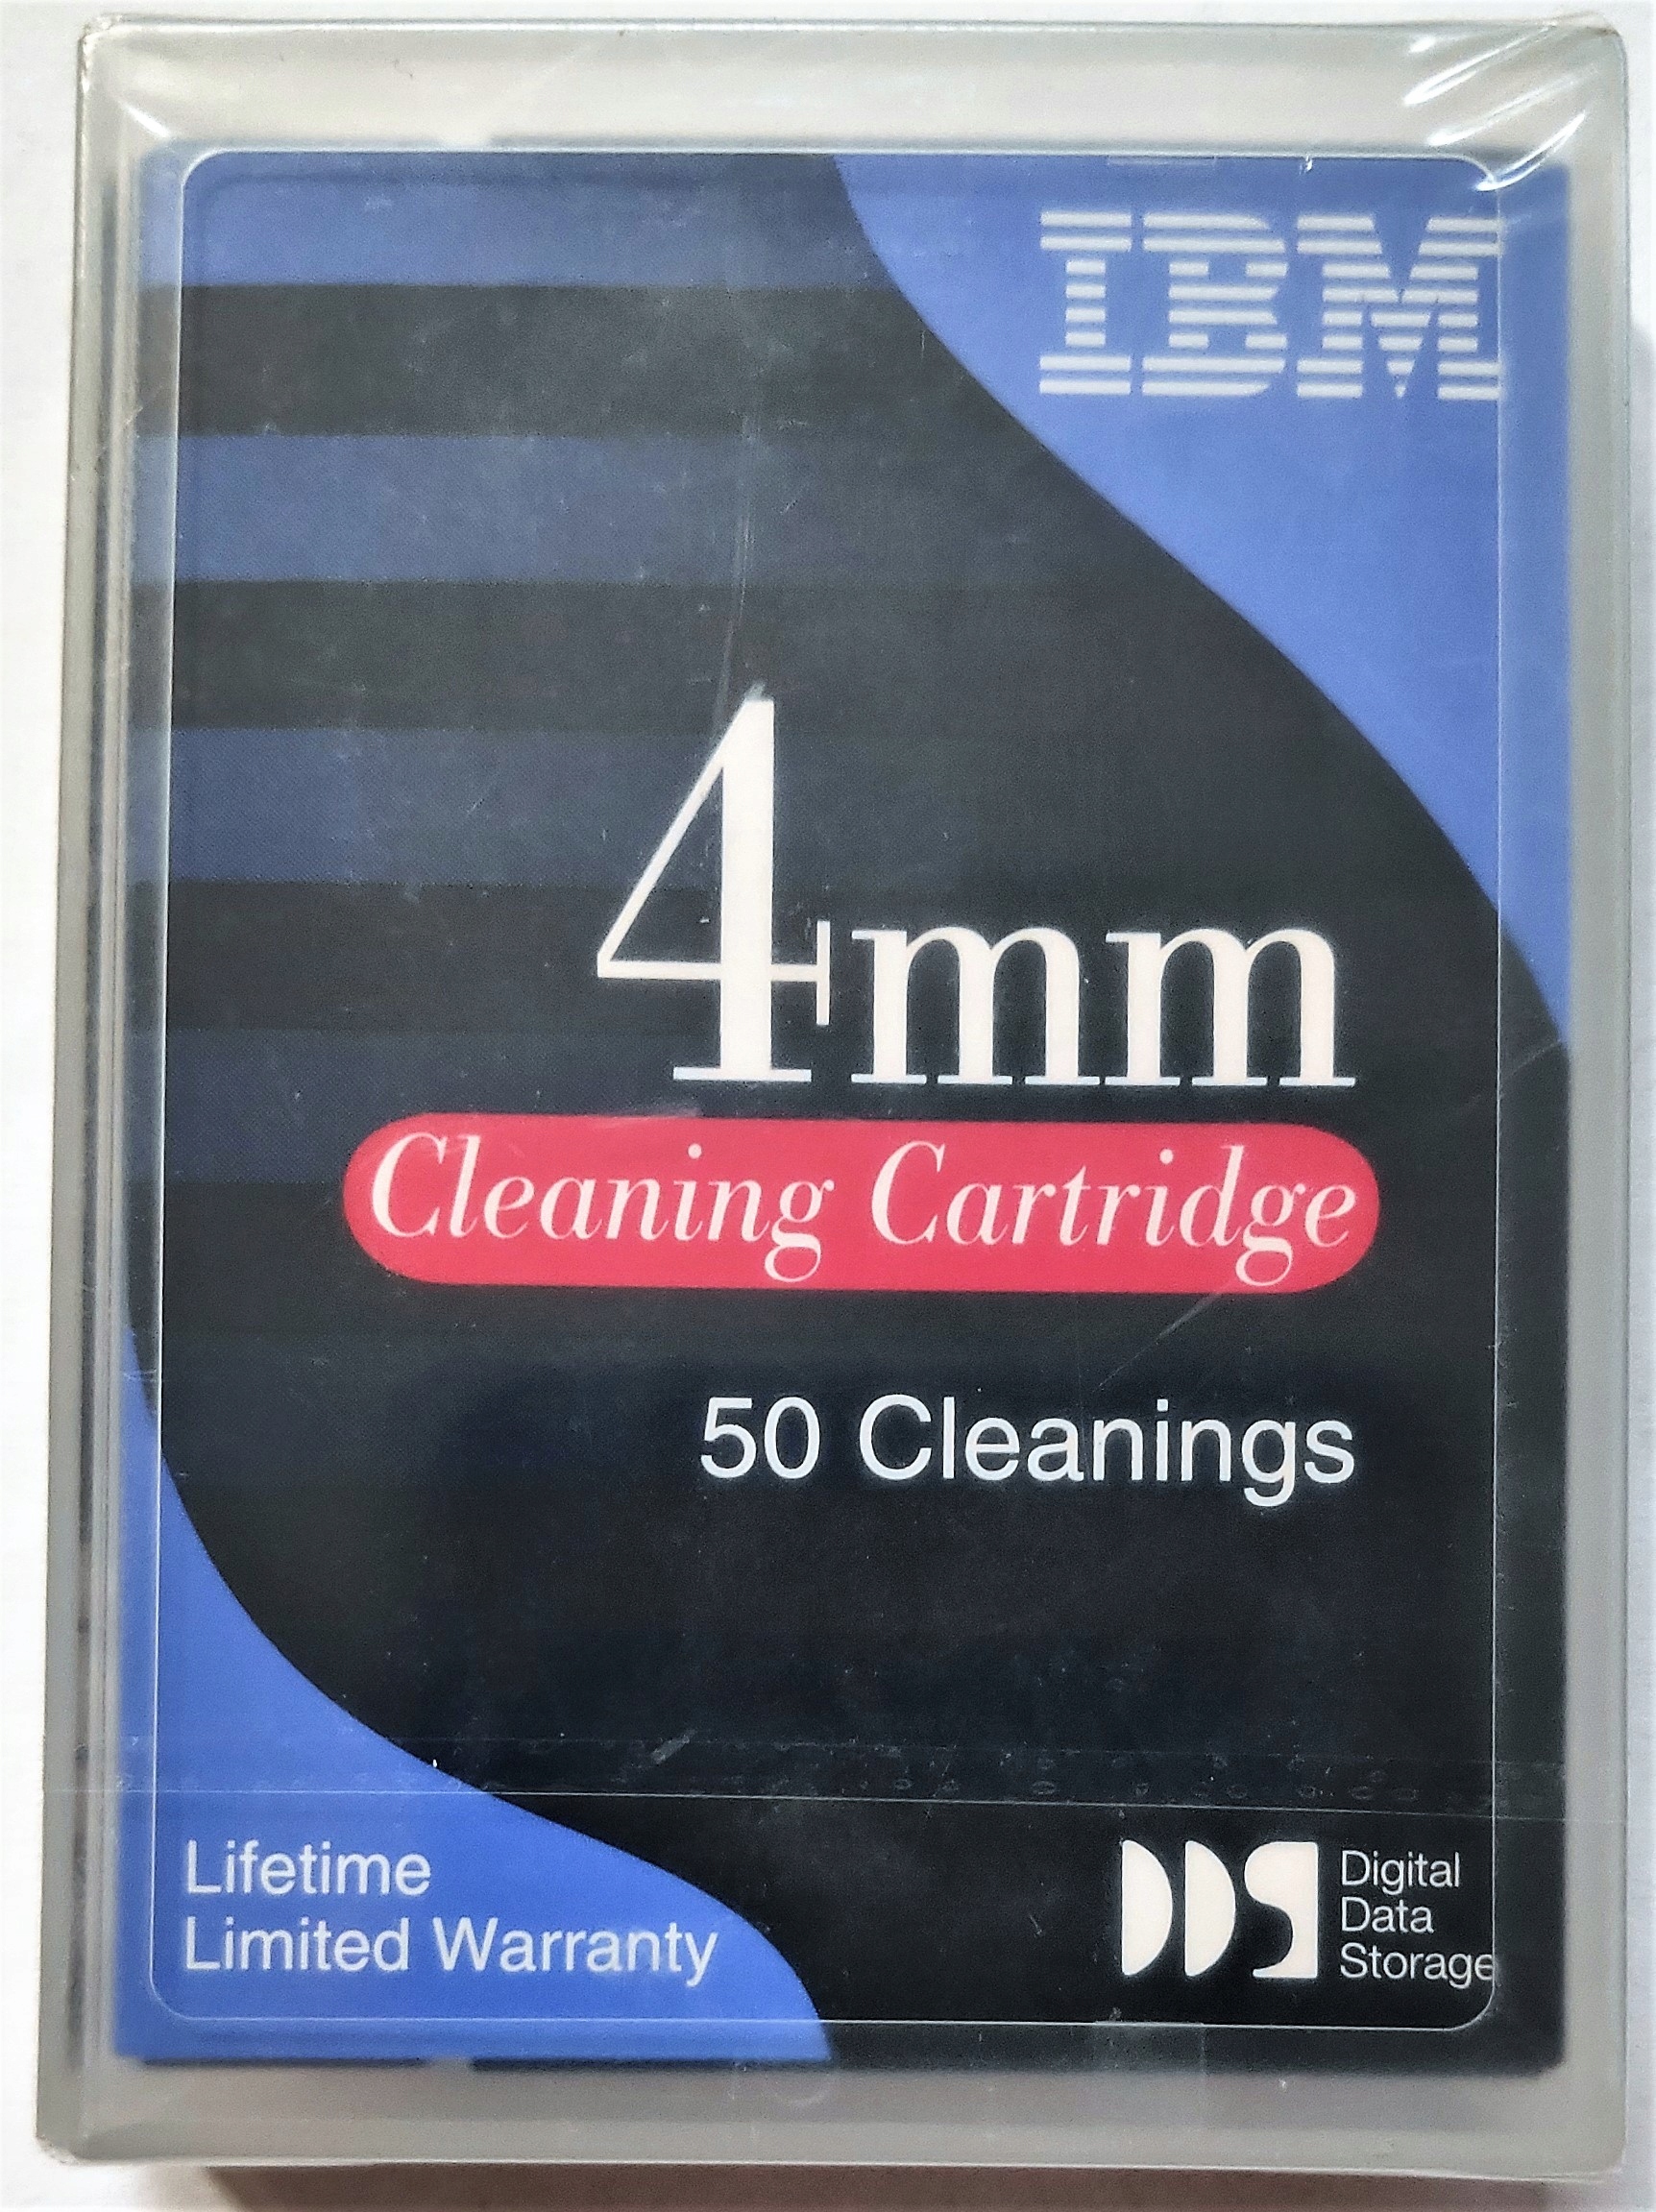 IBM
4mm
Cleaning Cartridge
50 Cleanings
Lifetime
Limited Warranty
DDS
Digital
Data
Storage